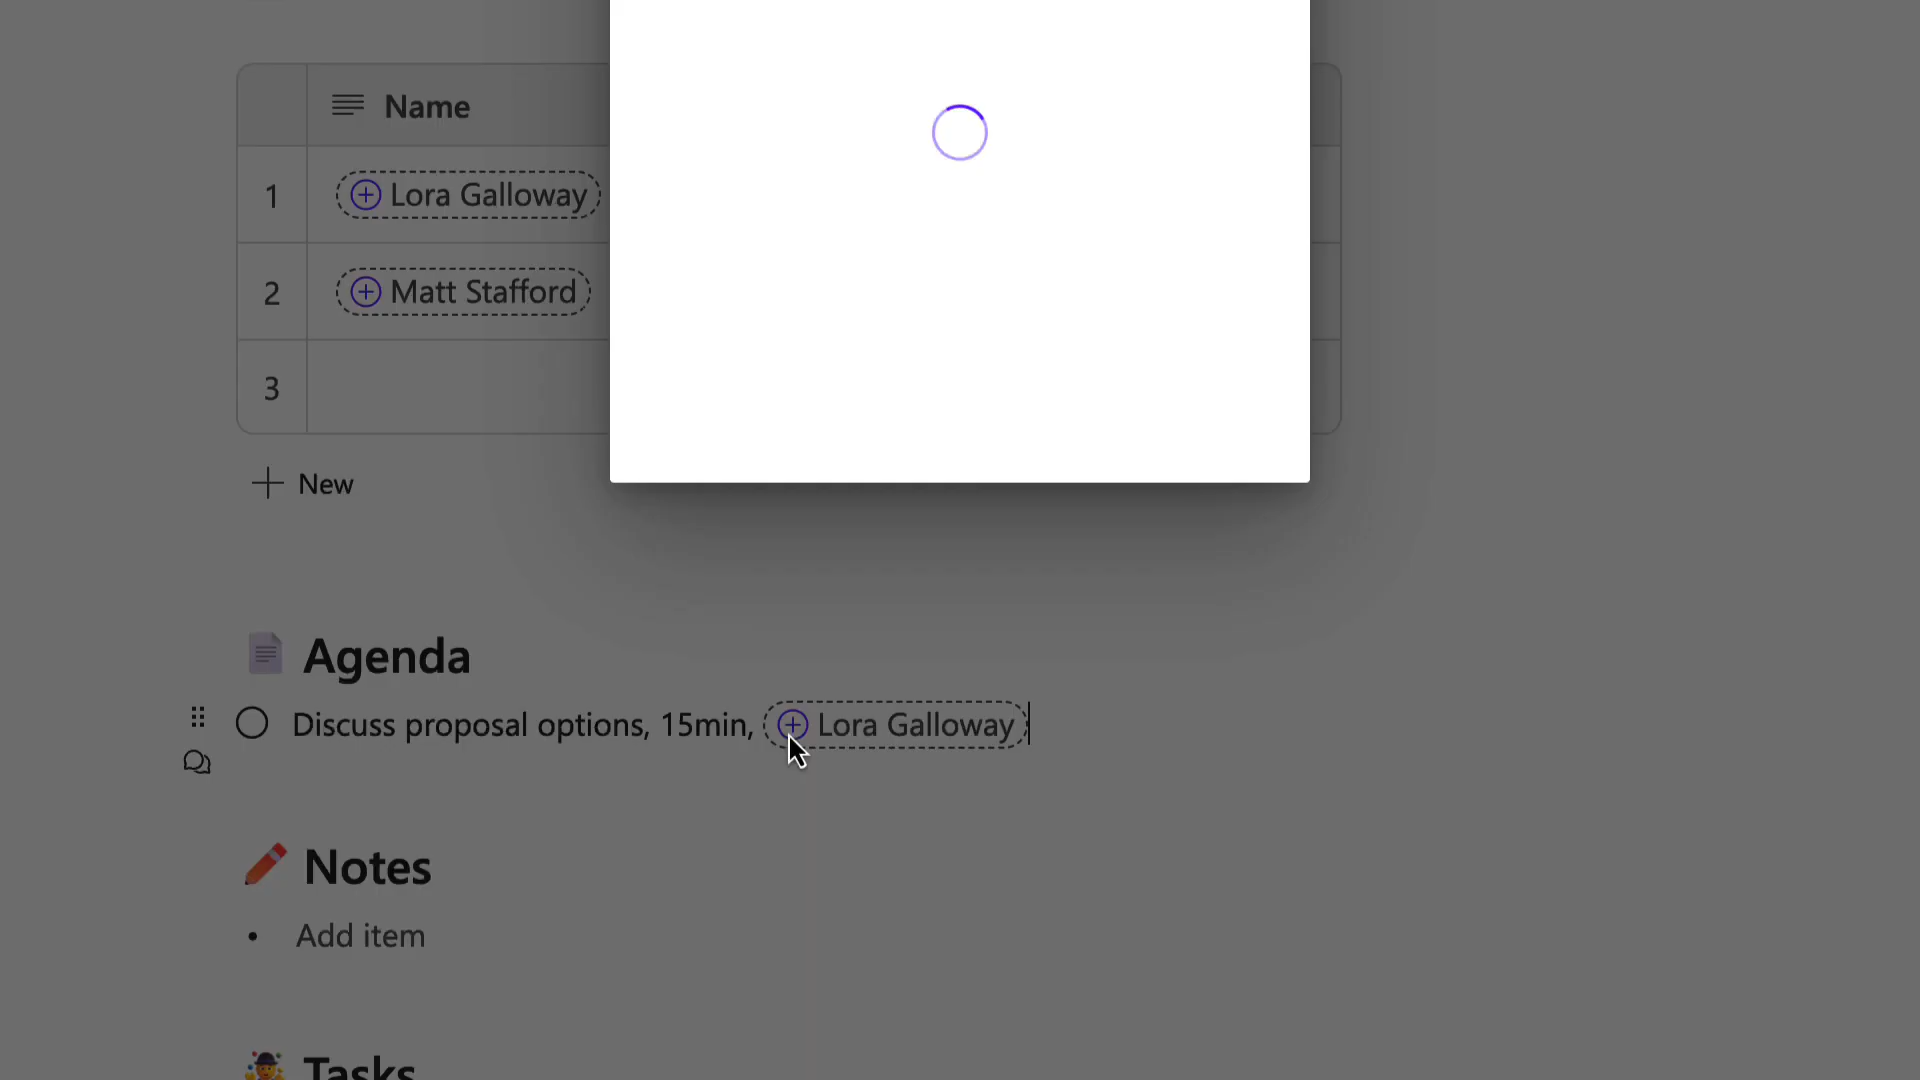 Name
1 Lora Galloway
2 Matt Stafford
3
New
Agenda
Discuss proposal options, 15min, Lora Galloway
Notes
• Add item
Tasks